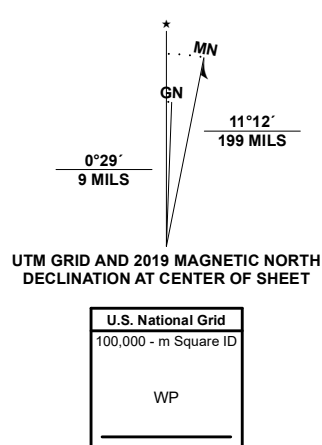 ★
MN
GN
11°12´
199 MILS
0°29´
9 MILS
UTM GRID AND 2019 MAGNETIC NORTH
DECLINATION AT CENTER OF SHEET
U.S. National Grid
100,000 - m Square ID
WP